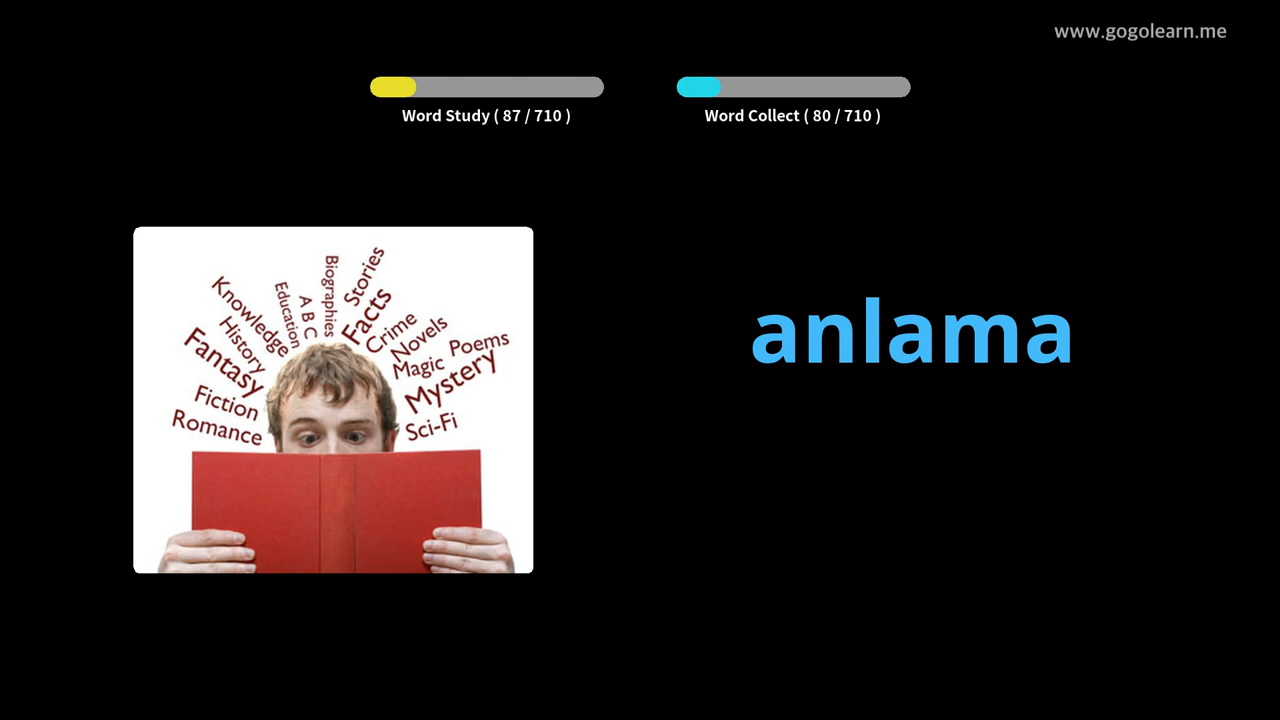 www.gogolearn.me
Word Study ( 87 / 710 )
Word Collect ( 80 / 710 )
anlama
Biographies
Stories
Education
A B C
Facts
Knowledge
Crime
History
Novels
Poems
Fantasy
Magic
Mystery
Fiction
Romance
Sci-Fi